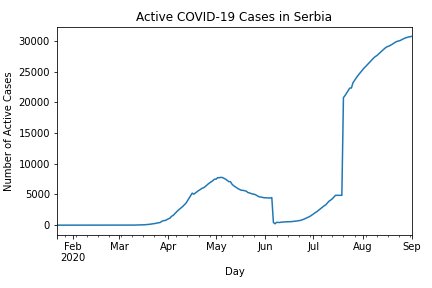 Active COVID-19 Cases in Serbia
Number of Active Cases
30000
25000
20000
15000
10000
5000
0
Feb Mar Apr May Jun Jul Aug Sep
2020
Day